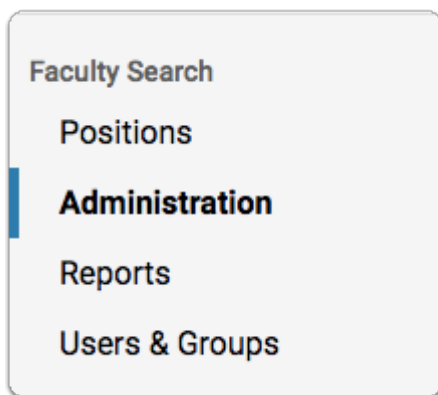 Faculty Search
Positions
Administration
Reports
Users & Groups